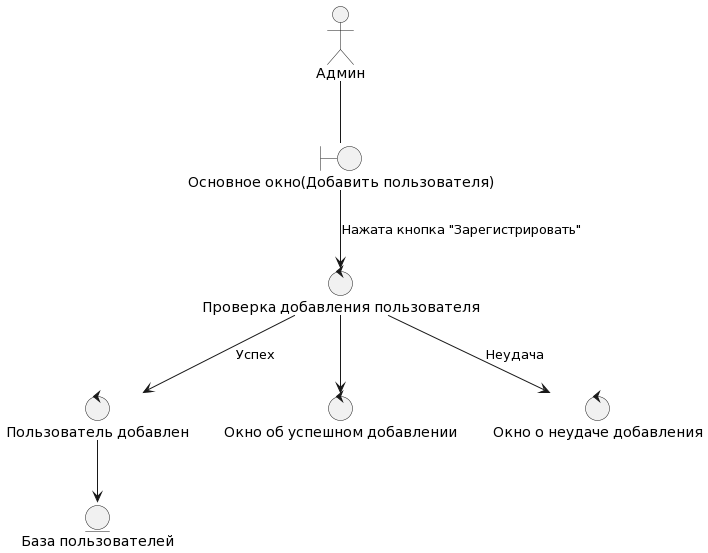 Админ
Основное окно(Добавить пользователя)
Нажата кнопка "Зарегистрировать"
Проверка добавления пользователя
Успех
Неудача
Пользователь добавлен
Окно об успешном добавлении
Окно о неудаче добавления
База пользователей